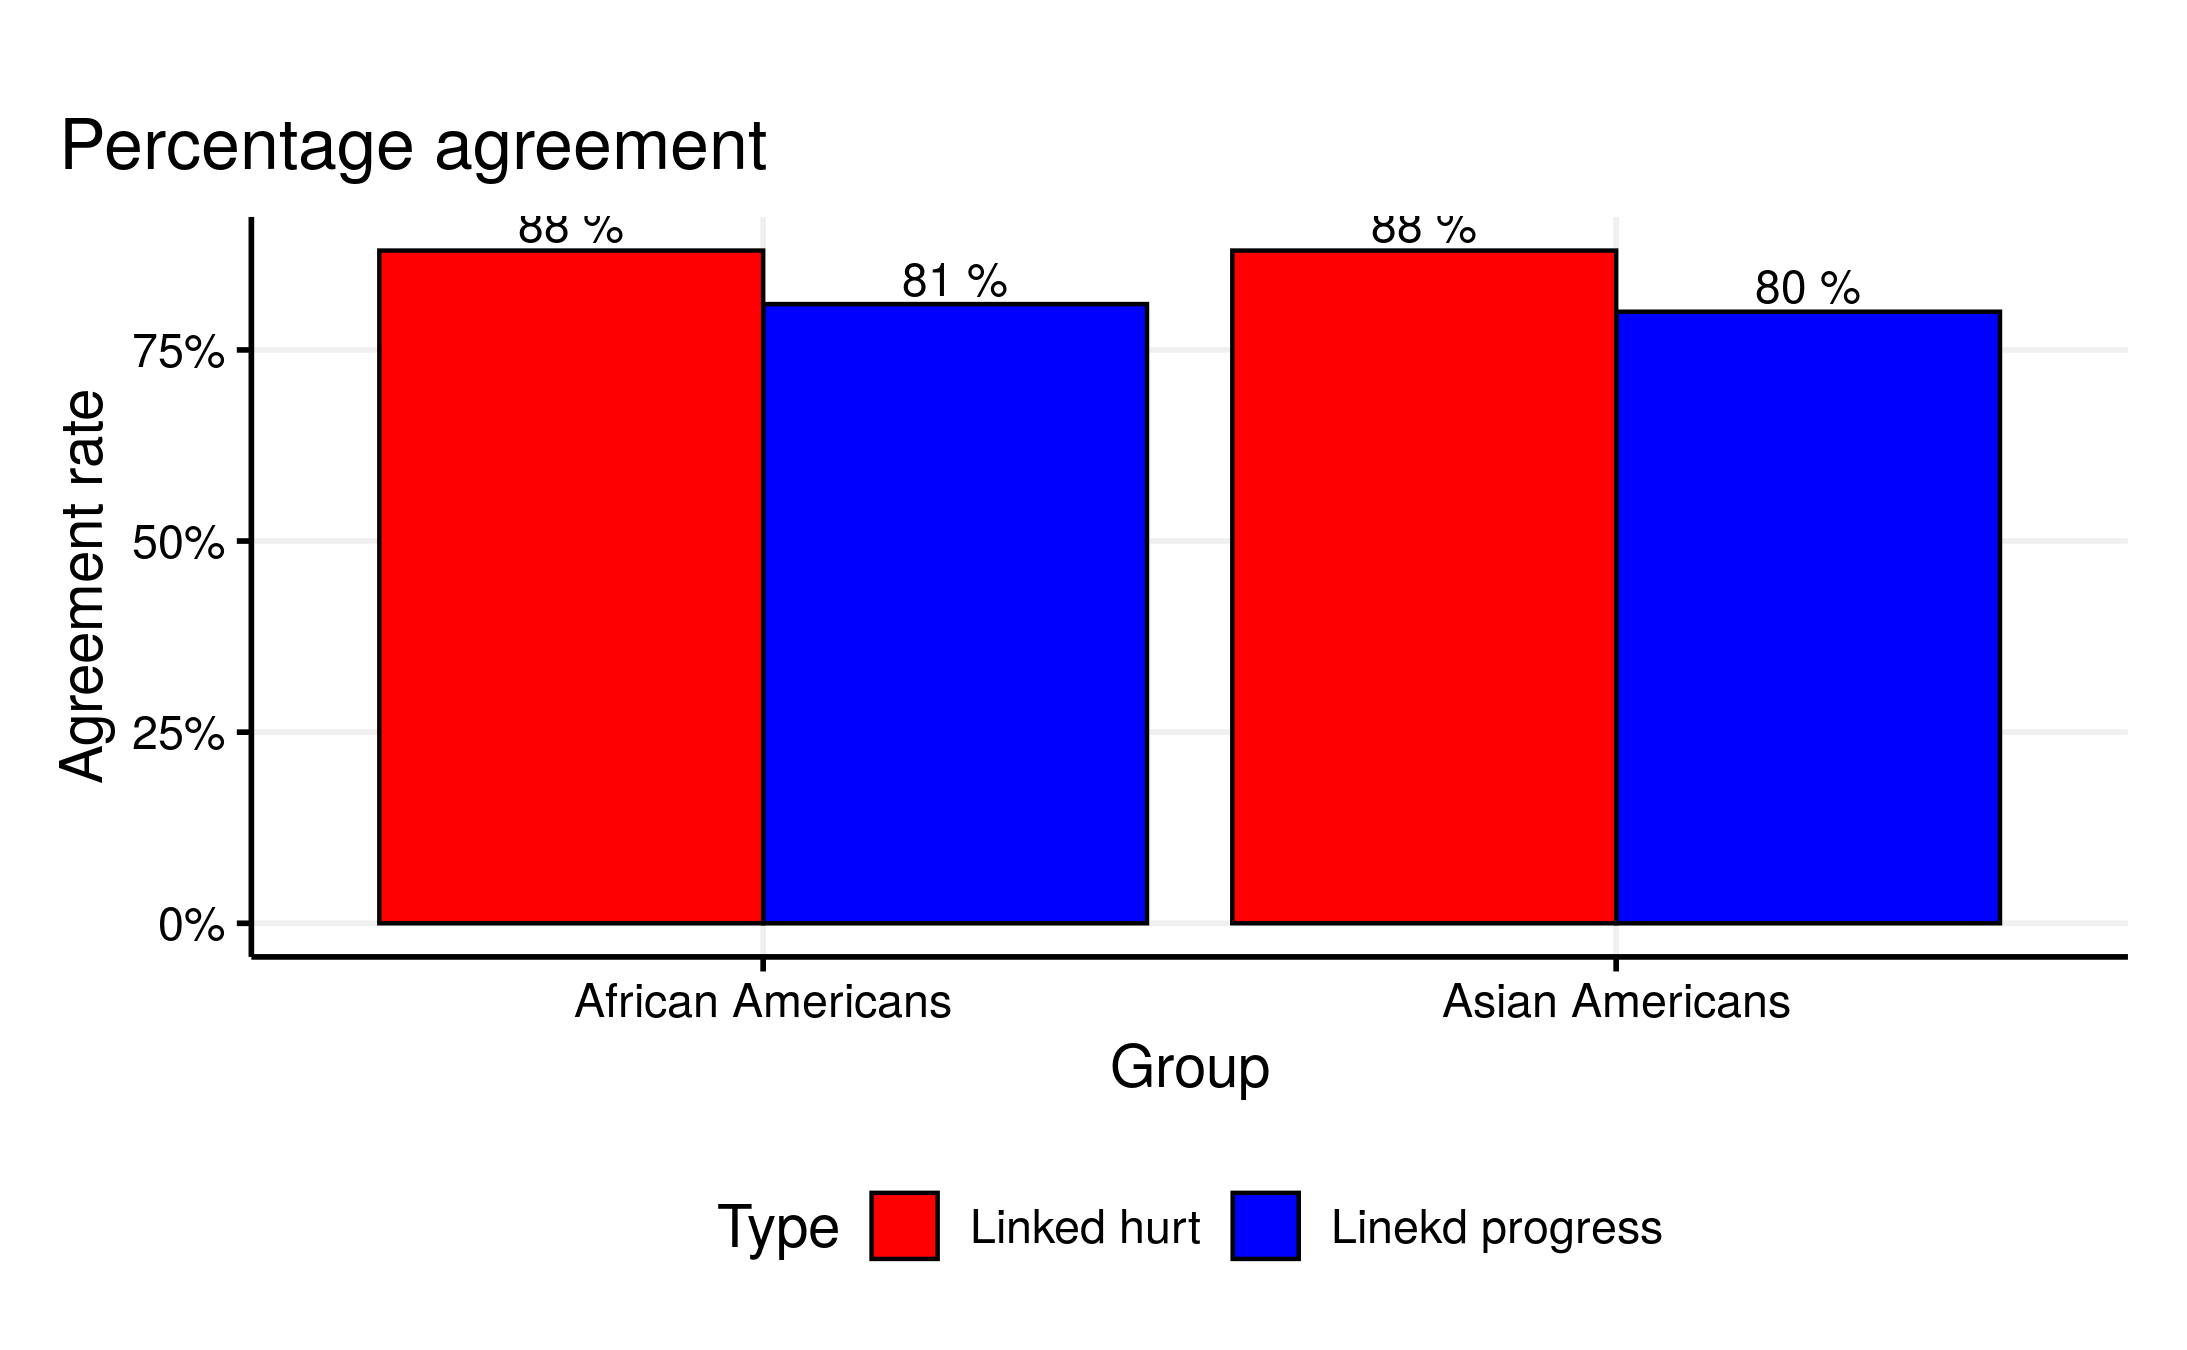 Percentage agreement
88 %
88 %
81 %
80 %
75%
50%
25%
0%
Agreement rate
African Americans
Asian Americans
Group
Type
Linked hurt
Linekd progress